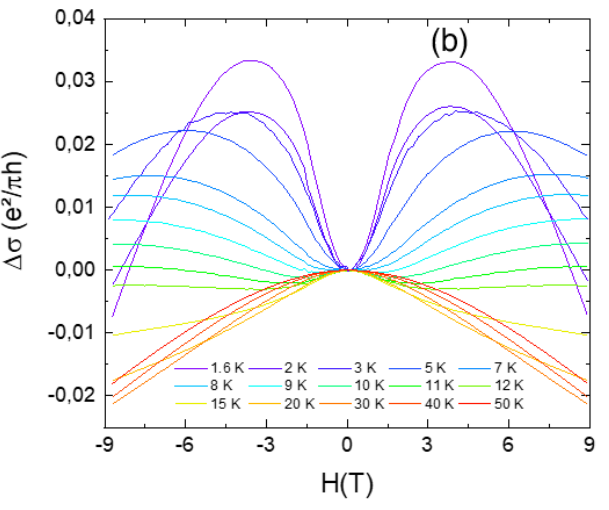 0,04
(b)
0,03
0,02
0,01
0,00
-0,01
-0,02
Δσ (e²/πh)
1.6 K 2 K 3 K 5 K 7 K
8 K 9 K 10 K 11 K 12 K
15 K 20 K 30 K 40 K 50 K
-9 -6 -3 0 3 6 9
H(T)